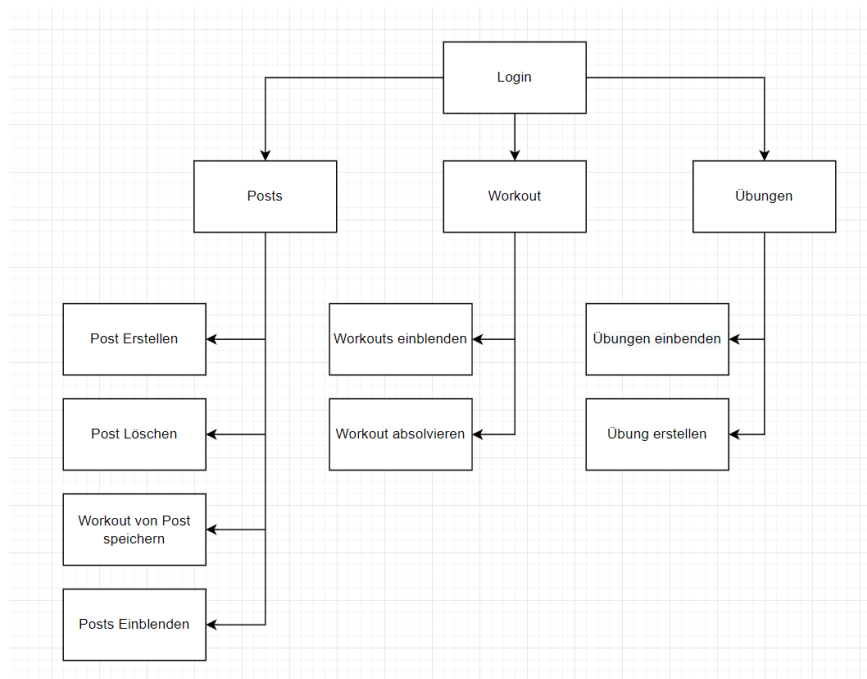 Login
Posts
Workout
Übungen
Post Erstellen
Workouts einblenden
Übungen einbenden
Post Löschen
Workout absolvieren
Übung erstellen
Workout von Post
speichern
Posts Einblenden